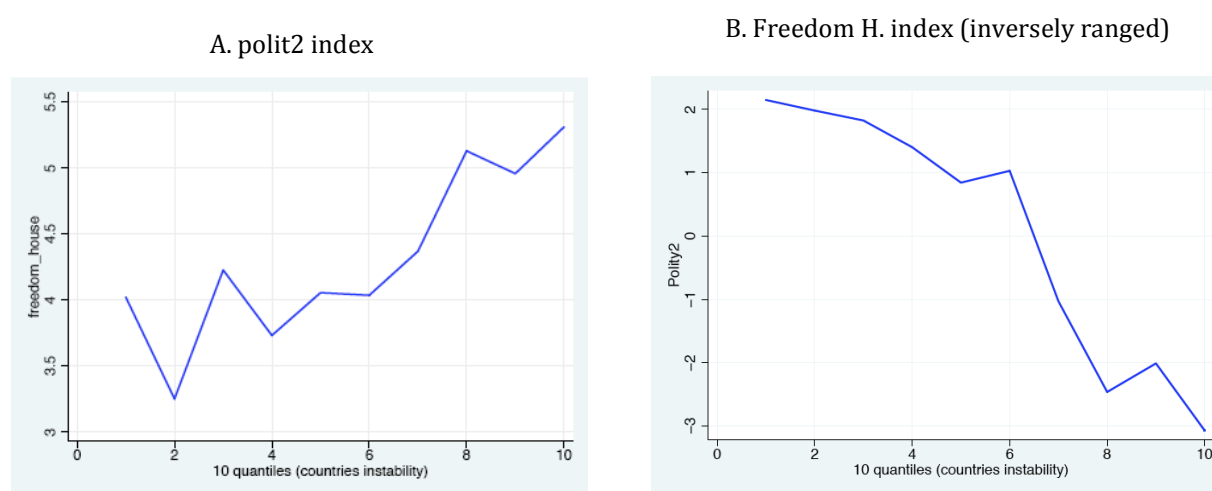 A. polit2 index
freedom_house
5.5
5
4.5
4
3.5
3
0 2 4 6 8 10
10 quantiles (countries instability)
B. Freedom H. index (inversely ranged)
Polity2
2
1
0
-1
-2
-3
0 2 4 6 8 10
10 quantiles (countries instability)